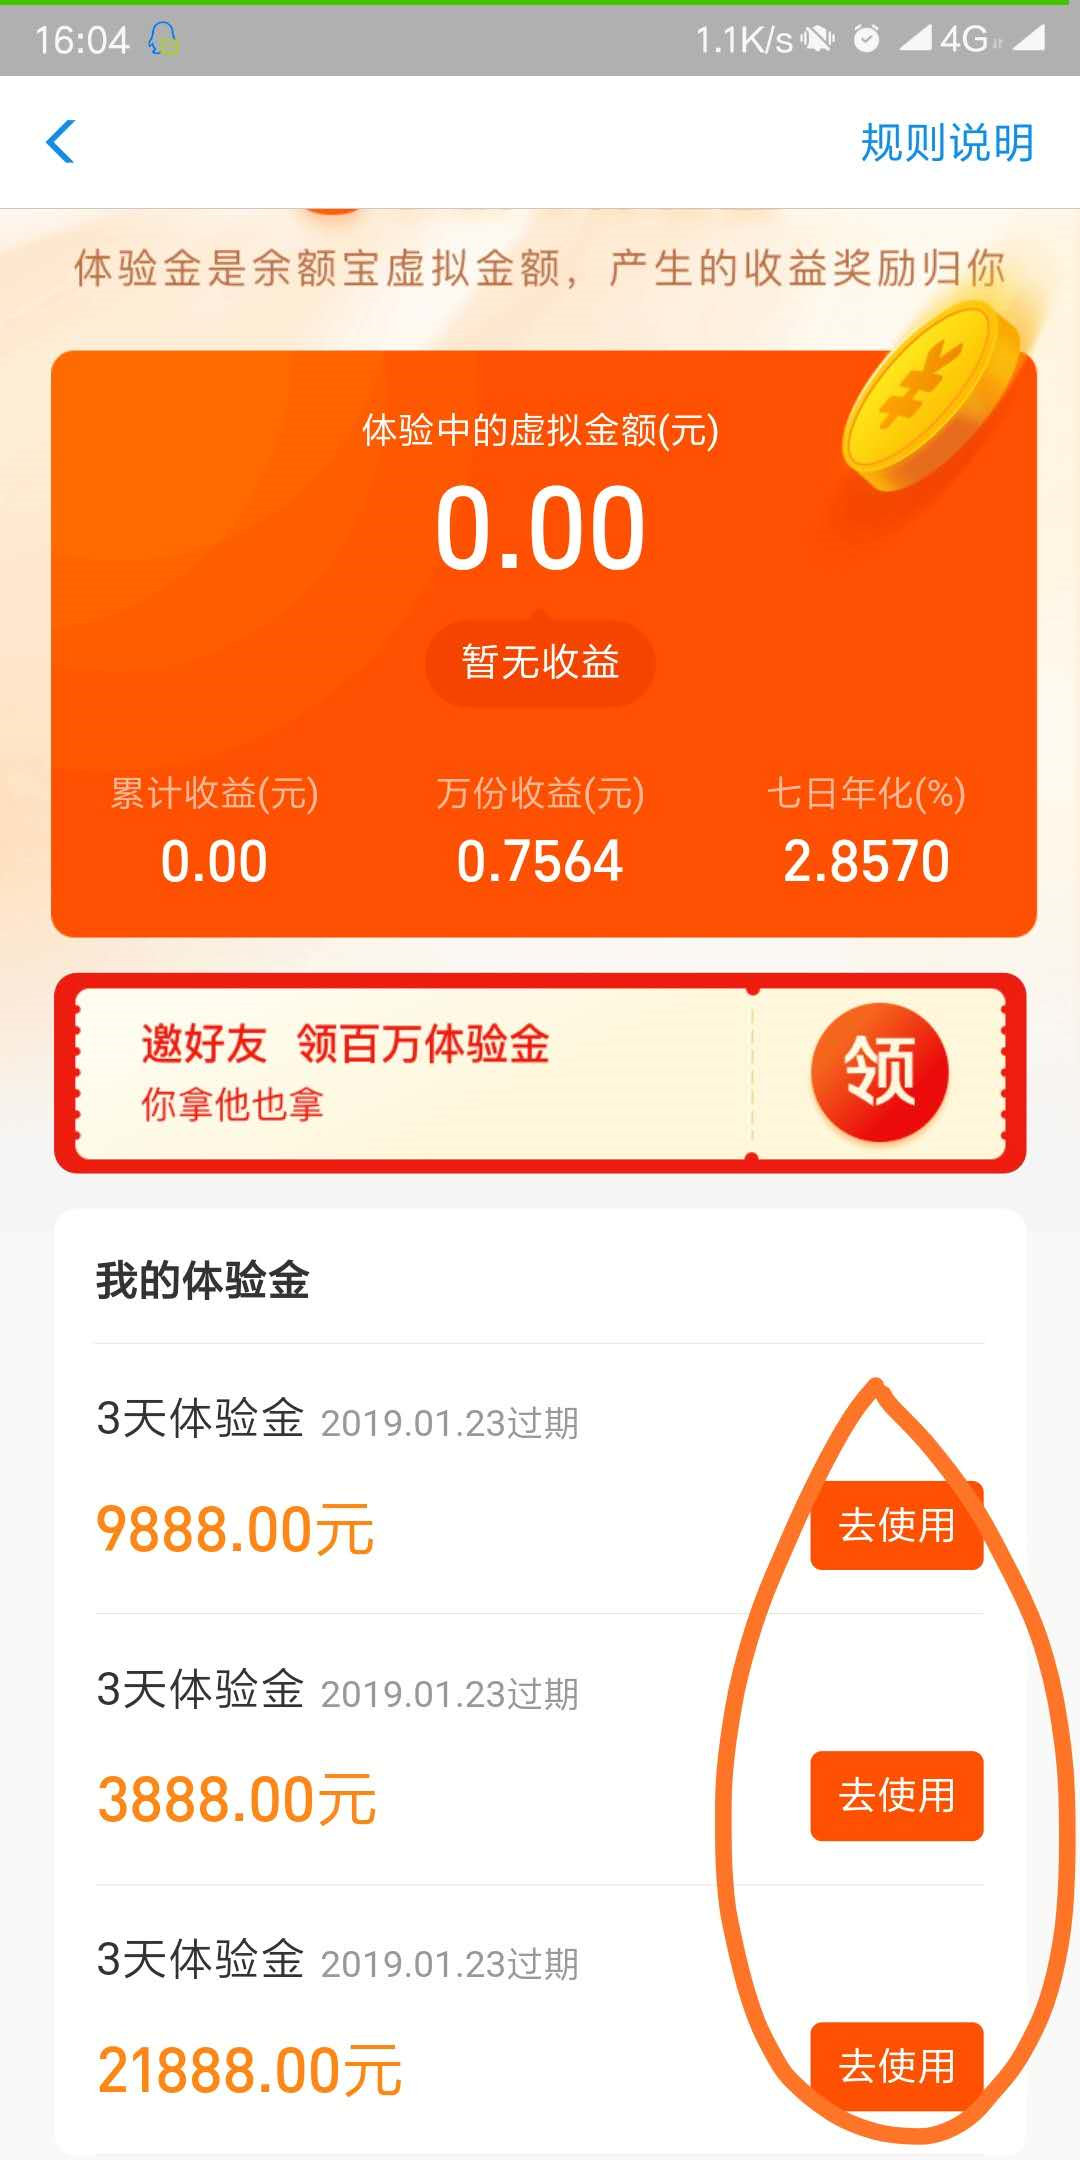 16:04
1.1K/s 4G
规则说明
体验金是余额宝虚拟金额，产生的收益奖励归你
体验中的虚拟金额(元)
0.00
暂无收益
累计收益(元) 万份收益(元) 七日年化(%)
0.00 0.7564 2.8570
邀好友 领百万体验金
你拿他也拿
领
我的体验金
3天体验金 2019.01.23过期
9888.00元
去使用
3天体验金 2019.01.23过期
3888.00元
去使用
3天体验金 2019.01.23过期
21888.00元
去使用